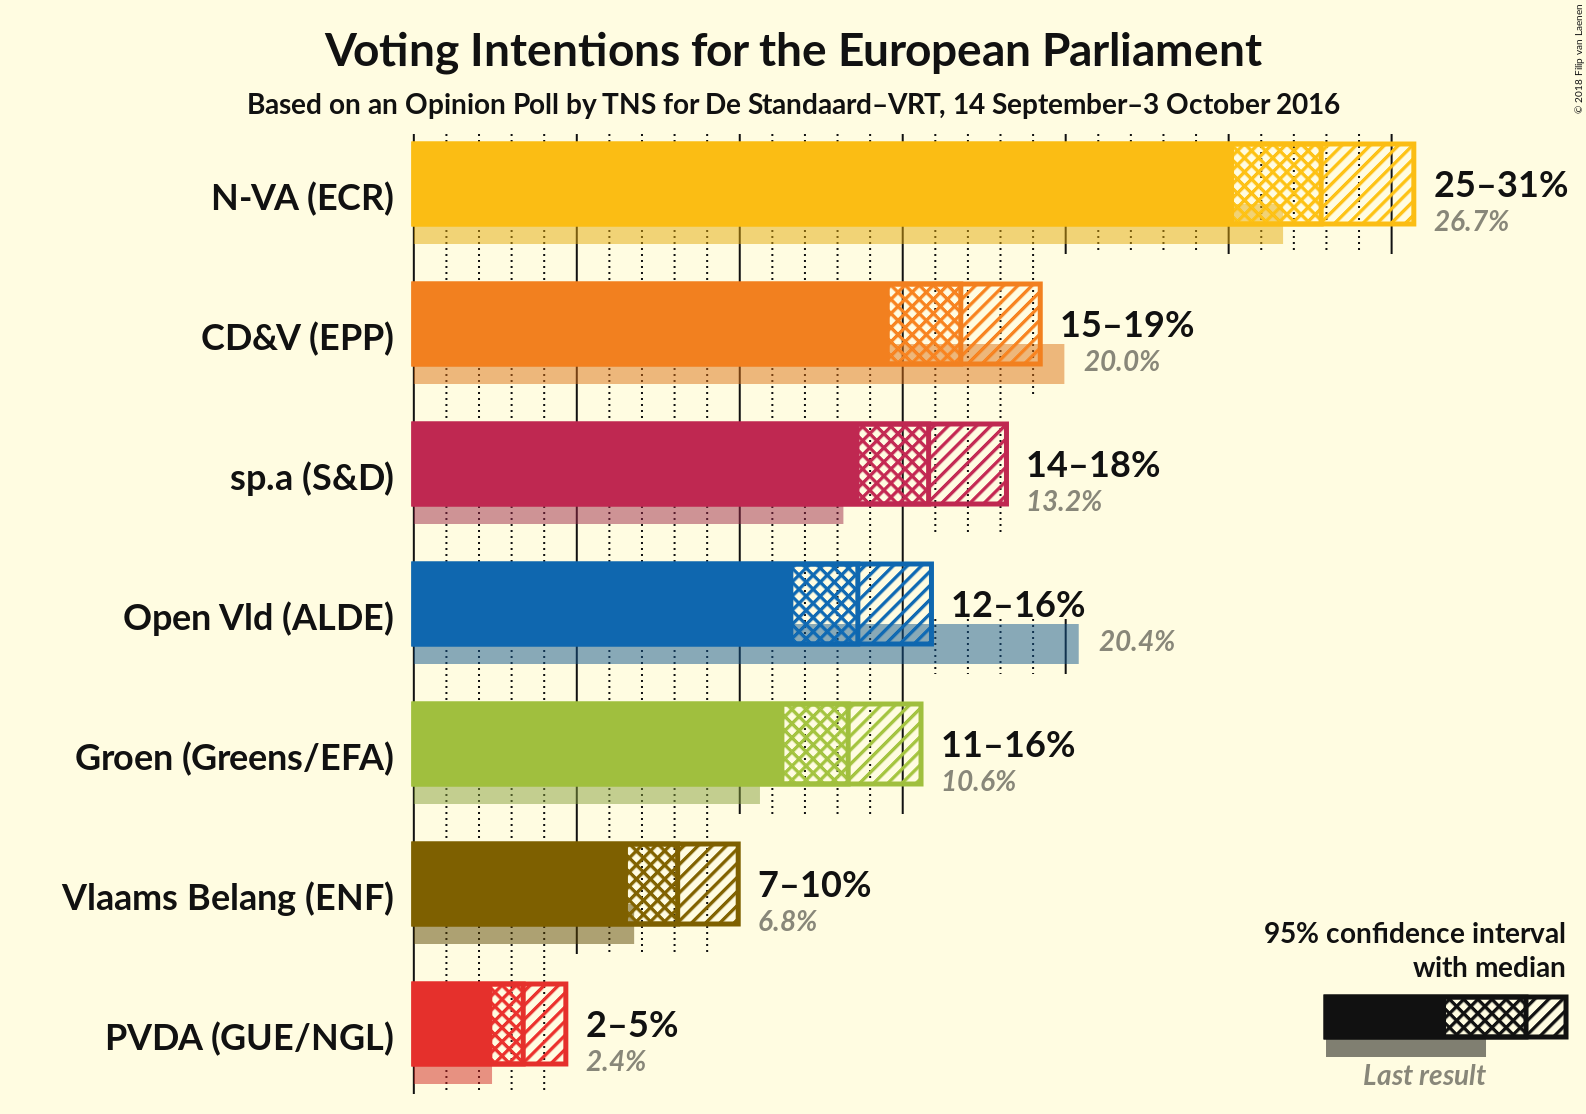 Voting Intentions for the European Parliament
Based on an Opinion Poll by TNS for De Standaard–VRT, 14 September–3 October 2016
© 2018 Filip van Laenen
N-VA (ECR)
25–31%
26.7%
CD&V (EPP)
15–19%
20.0%
sp.a (S&D)
14–18%
13.2%
Open Vld (ALDE)
12–16%
20.4%
Groen (Greens/EFA)
11–16%
10.6%
Vlaams Belang (ENF)
7–10%
6.8%
PVDA (GUE/NGL)
2–5%
2.4%
95% confidence interval
with median
Last result